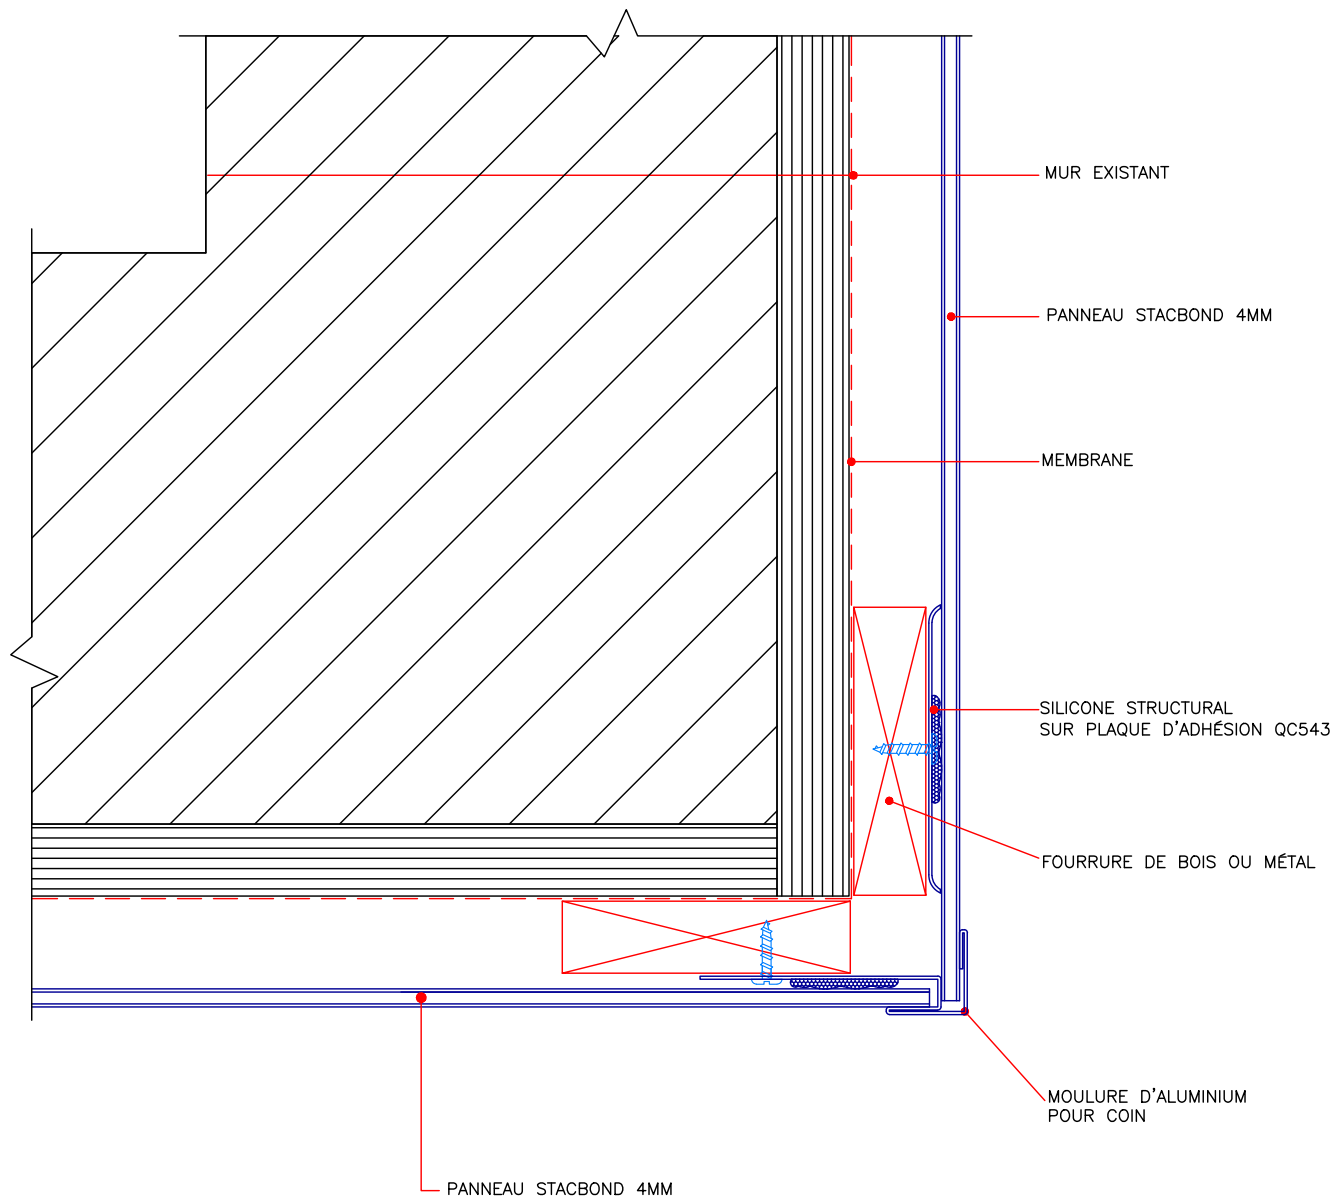 MUR EXISTANT
PANNEAU STACBOND 4MM
MEMBRANE
SILICONE STRUCTURAL
SUR PLAQUE D'ADHÉSION QC543
FOURRURE DE BOIS OU MÉTAL
MOULURE D'ALUMINIUM
POUR COIN
PANNEAU STACBOND 4MM